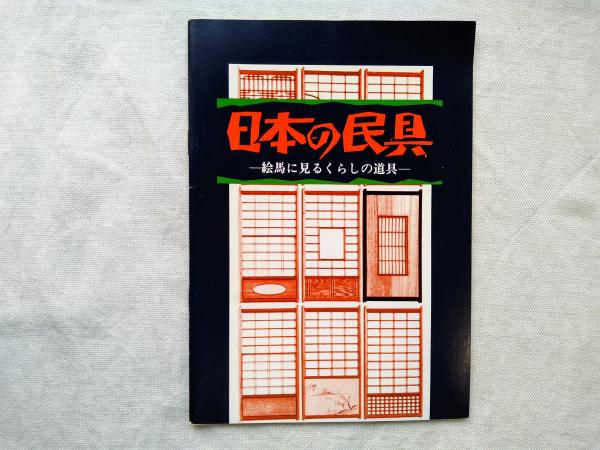 日本の民具
—絵馬に見るくらしの道具—